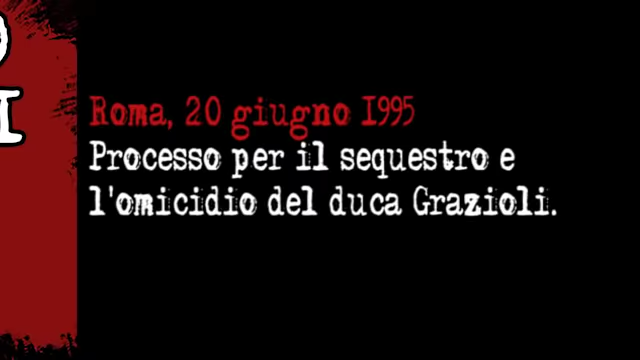 Roma, 20 giugno 1995
Processo per il sequestro e
l'omicidio del duca Grazioli.